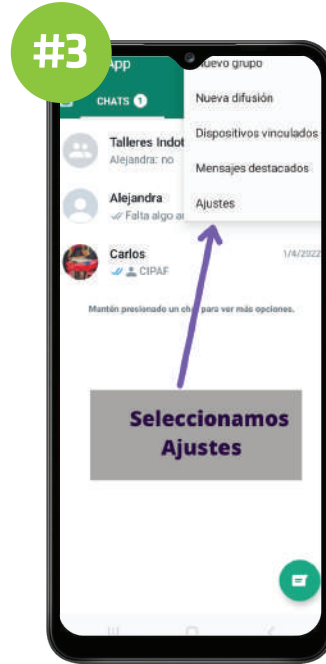 #3
App
Nuevo grupo
CHATS 1
Nueva difusión
Dispositivos vinculados
Talleres Indot
Alejandra: no
Mensajes destacados
Alejandra
Falta algo a
Ajustes
Carlos
1/4/2022
CIPAF
Mantén presionado un chat para ver más opciones.
Seleccionamos
Ajustes